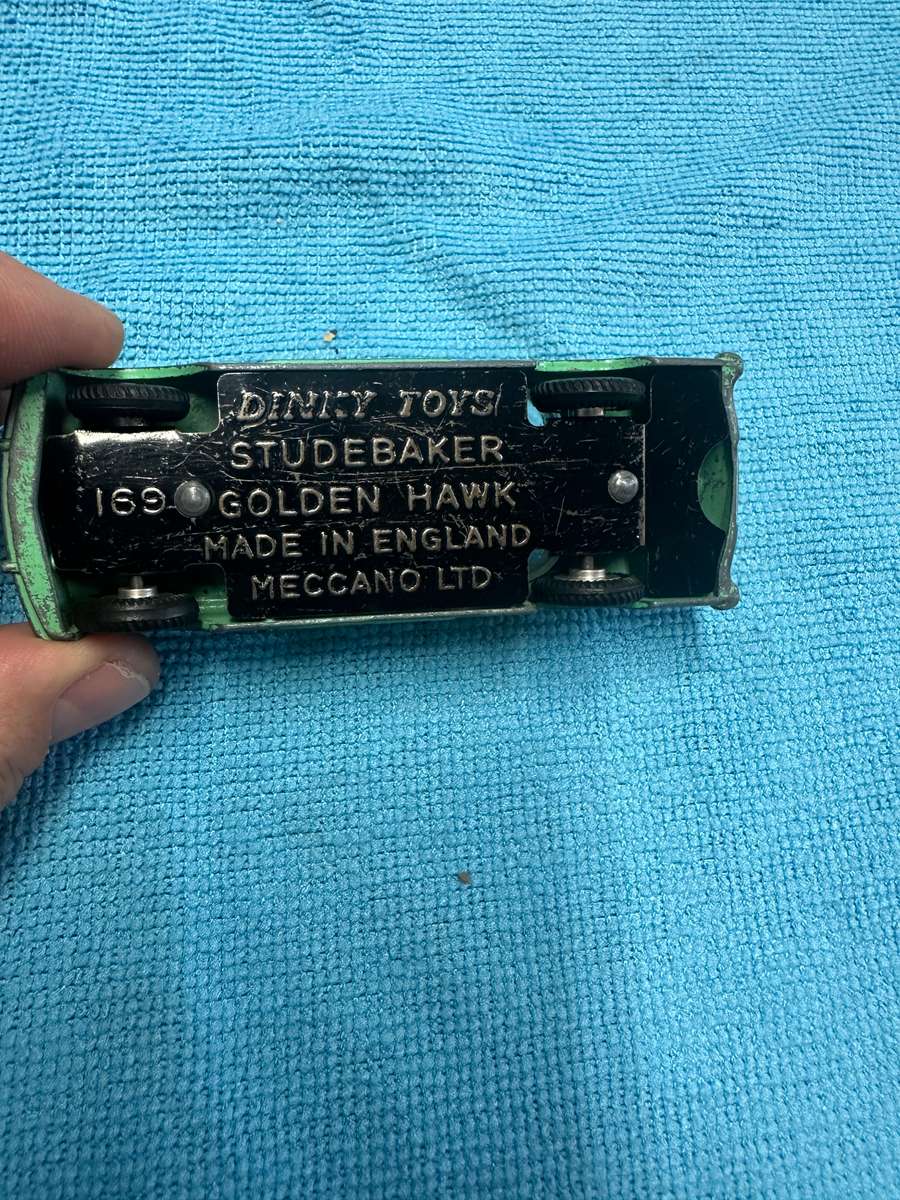 DINKY TOYS
STUDEBAKER
169 GOLDEN HAWK
MADE IN ENGLAND
MECCANO LTD